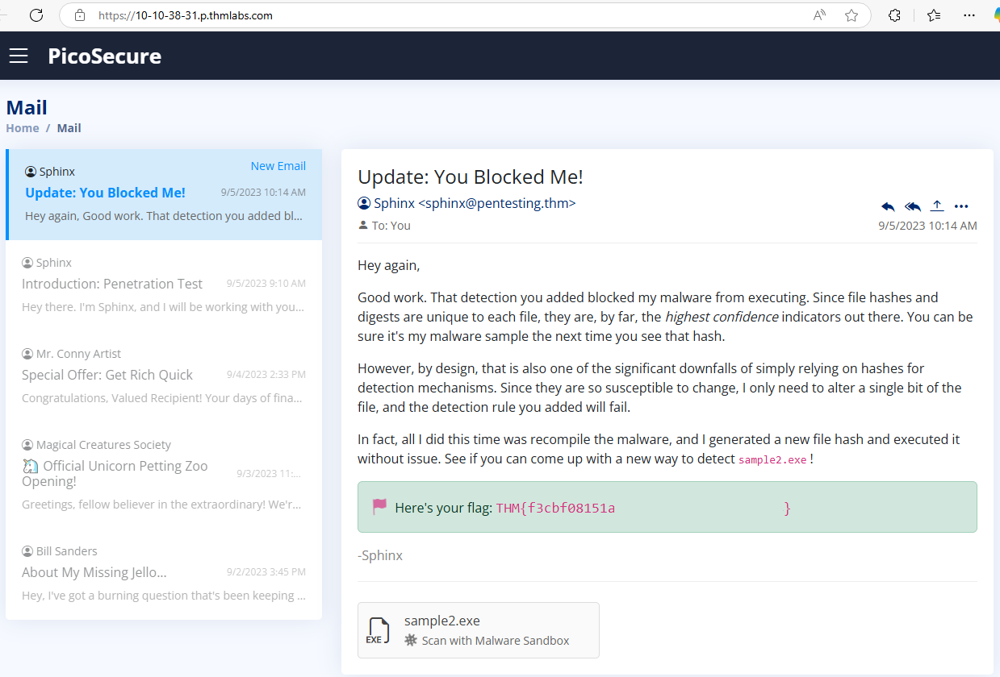 https://10-10-38-31.p.thmlabs.com
PicoSecure
Mail
Home / Mail
Sphinx
New Email
Update: You Blocked Me!
9/5/2023 10:14 AM
Hey again, Good work. That detection you added bl...
Sphinx
Introduction: Penetration Test
9/5/2023 9:10 AM
Hey there. I'm Sphinx, and I will be working with you...
Mr. Conny Artist
Special Offer: Get Rich Quick
9/4/2023 2:33 PM
Congratulations, Valued Recipient! Your days of fina...
Magical Creatures Society
🦄 Official Unicorn Petting Zoo
Opening!
9/3/2023 11:...
Greetings, fellow believer in the extraordinary! We'r...
Bill Sanders
About My Missing Jello...
9/2/2023 3:45 PM
Hey, I've got a burning question that's been keeping ...
Update: You Blocked Me!
Sphinx <sphinx@pentesting.thm>
To: You
9/5/2023 10:14 AM
Hey again,
Good work. That detection you added blocked my malware from executing. Since file hashes and
digests are unique to each file, they are, by far, the highest confidence indicators out there. You can be
sure it's my malware sample the next time you see that hash.
However, by design, that is also one of the significant downfalls of simply relying on hashes for
detection mechanisms. Since they are so susceptible to change, I only need to alter a single bit of the
file, and the detection rule you added will fail.
In fact, all I did this time was recompile the malware, and I generated a new file hash and executed it
without issue. See if you can come up with a new way to detect sample2.exe !
Here's your flag: THM{f3cbf08151a }
-Sphinx
EXE
sample2.exe
Scan with Malware Sandbox